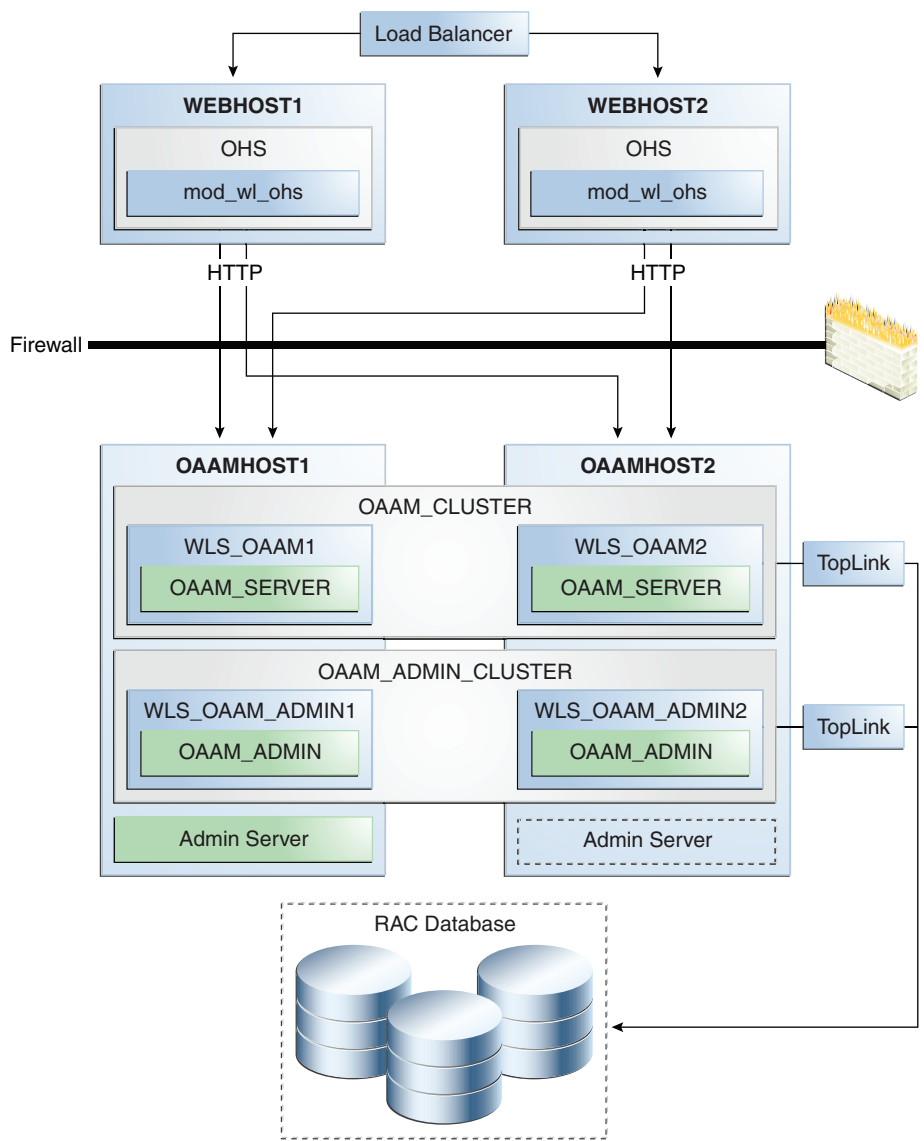 Load Balancer
WEBHOST1
WEBHOST2
OHS
OHS
mod_wl_ohs
mod_wl_ohs
HTTP
HTTP
Firewall
OAAMHOST1
OAAMHOST2
OAAM_CLUSTER
WLS_OAAM1
WLS_OAAM2
TopLink
OAAM_SERVER
OAAM_SERVER
OAAM_ADMIN_CLUSTER
WLS_OAAM_ADMIN1
WLS_OAAM_ADMIN2
TopLink
OAAM_ADMIN
OAAM_ADMIN
Admin Server
Admin Server
RAC Database